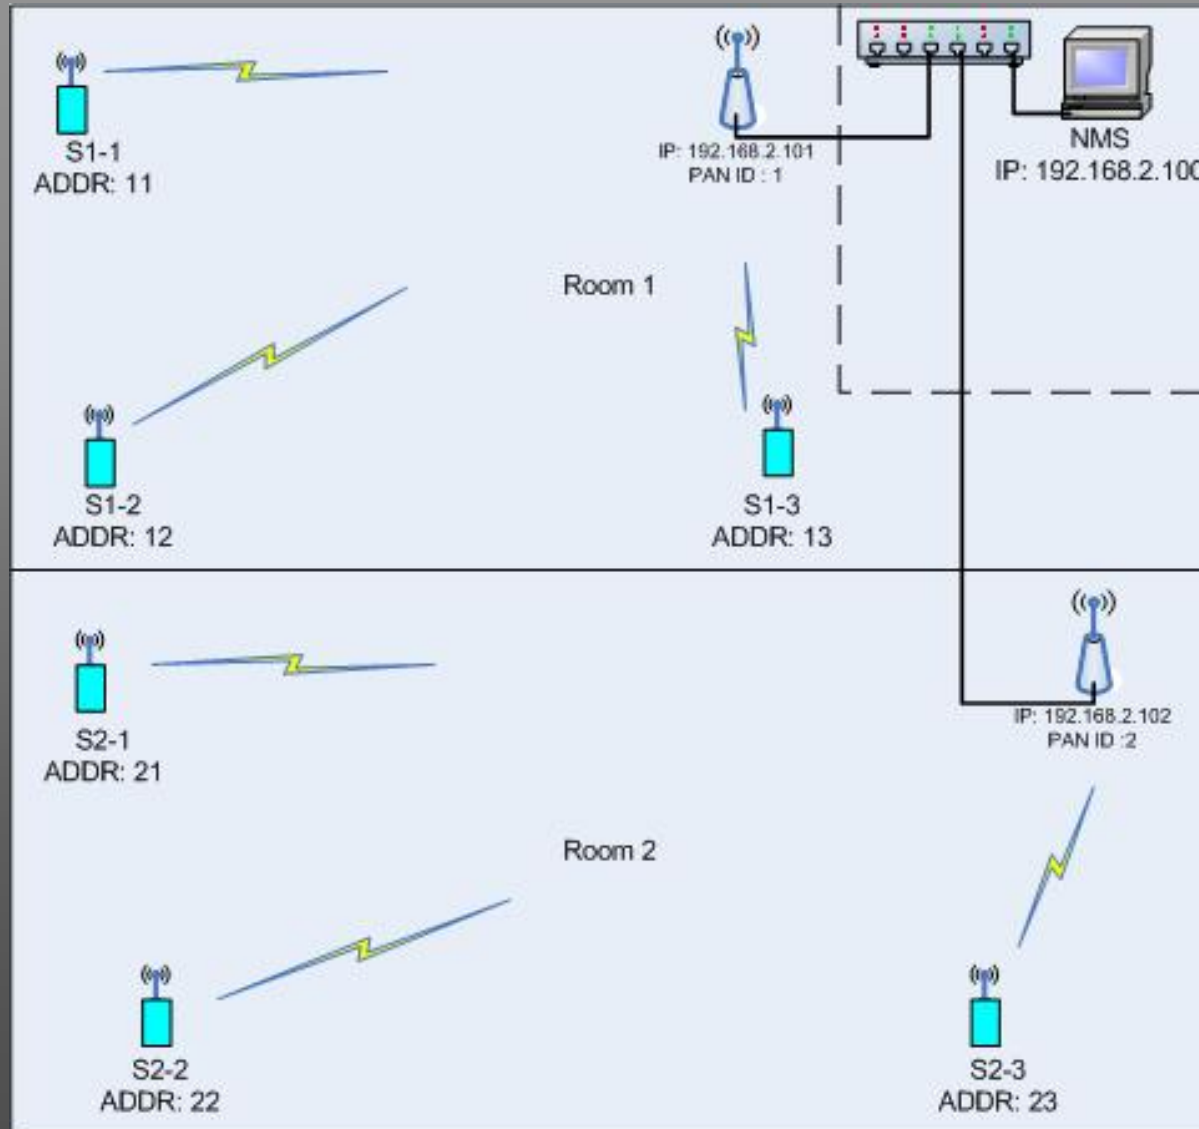 S1-1
ADDR: 11
IP: 192.168.2.101
PAN ID : 1
NMS
IP: 192.168.2.100
Room 1
S1-2
ADDR: 12
S1-3
ADDR: 13
S2-1
ADDR: 21
IP: 192.168.2.102
PAN ID :2
Room 2
S2-2
ADDR: 22
S2-3
ADDR: 23